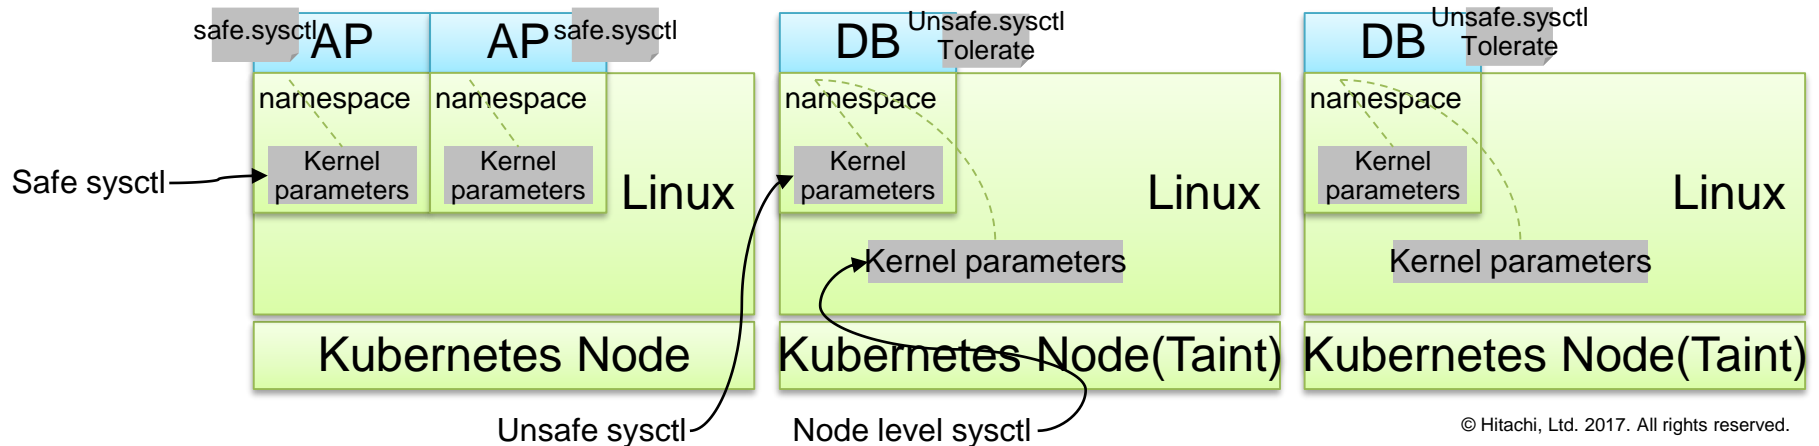 safe.sysctl
AP
AP
safe.sysctl
DB
Unsafe.sysctl
Tolerate
DB
Unsafe.sysctl
Tolerate
namespace
namespace
namespace
namespace
Safe sysctl
Kernel
parameters
Kernel
parameters
Linux
Kernel
parameters
Linux
Kernel
parameters
Linux
Kernel parameters
Kernel parameters
Kubernetes Node
Kubernetes Node(Taint)
Kubernetes Node(Taint)
Unsafe sysctl
Node level sysctl
© Hitachi, Ltd. 2017. All rights reserved.